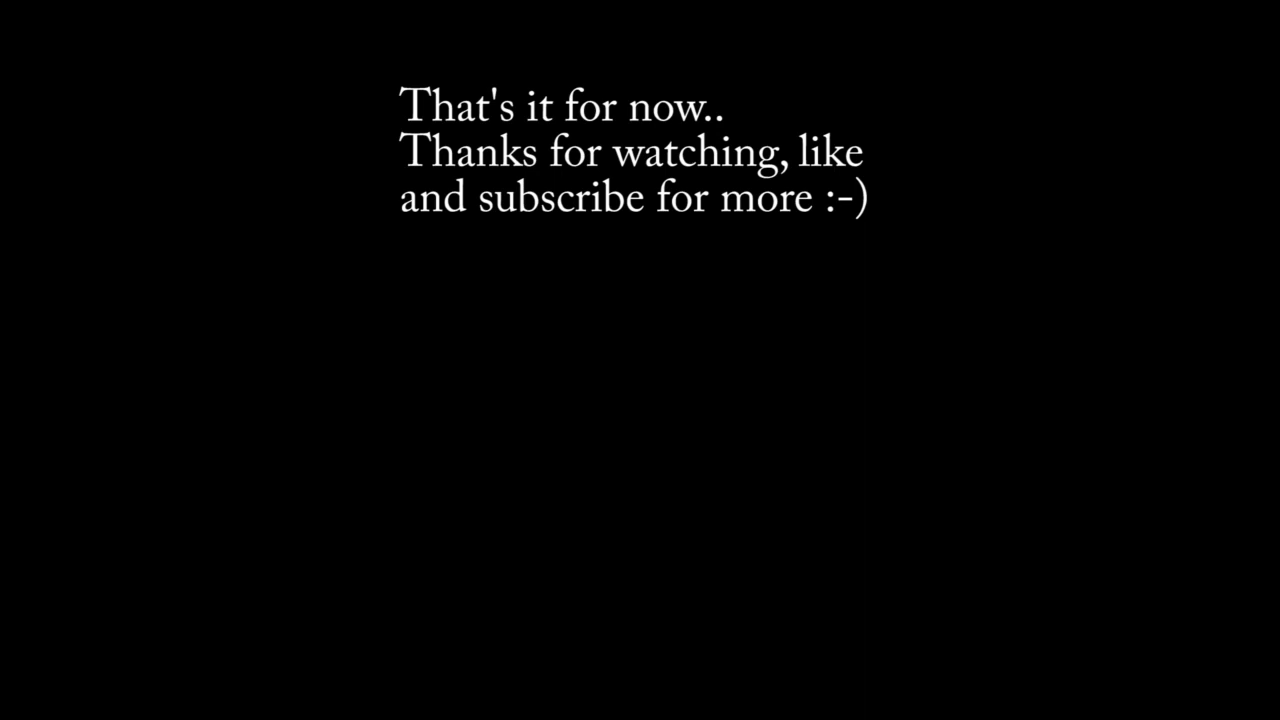 That's it for now..
Thanks for watching, like
and subscribe for more :-)